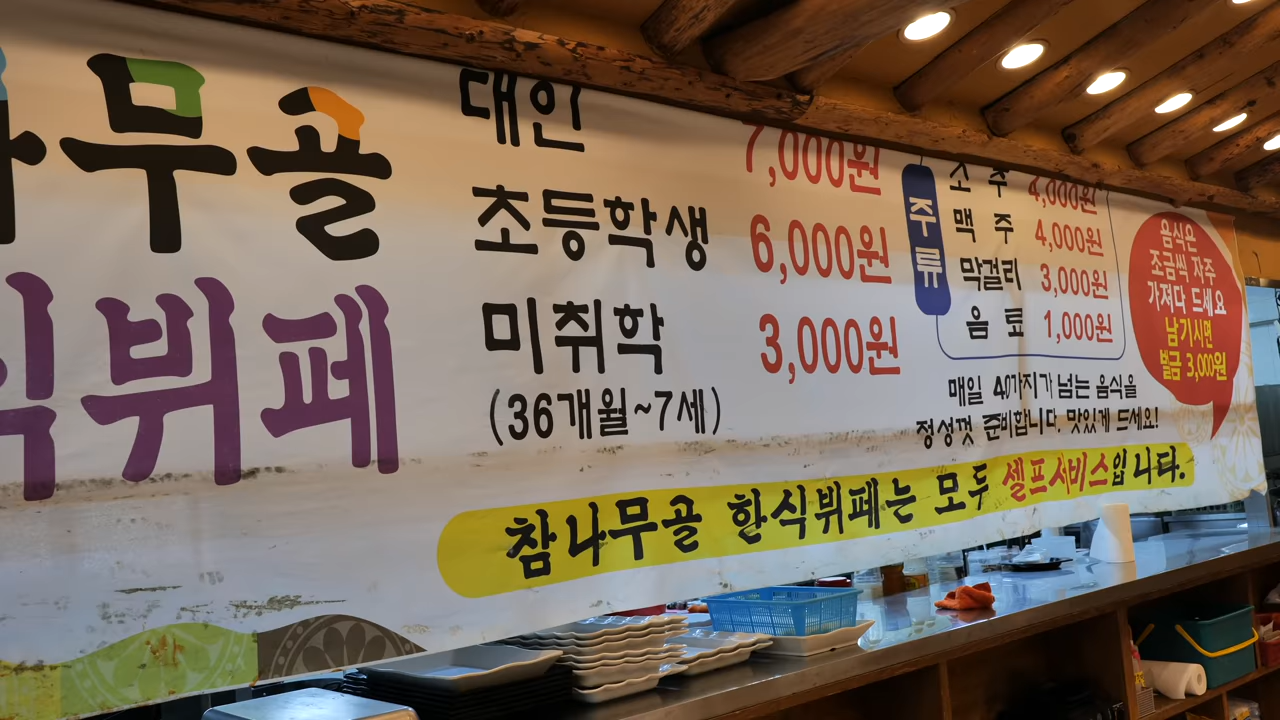 나무골
식뷔페
대인 7,000원
초등학생 6,000원
미취학 3,000원
(36개월~7세)
주류
소 주 4,000원
맥 주 4,000원
막걸리 3,000원
음 료 1,000원
매일 40가지가 넘는 음식을
정성껏 준비합니다. 맛있게 드세요!
음식은
조금씩 자주
가져다 드세요
남기시면
벌금 3,000원
참나무골 한식뷔페는 모두 셀프서비스입니다.